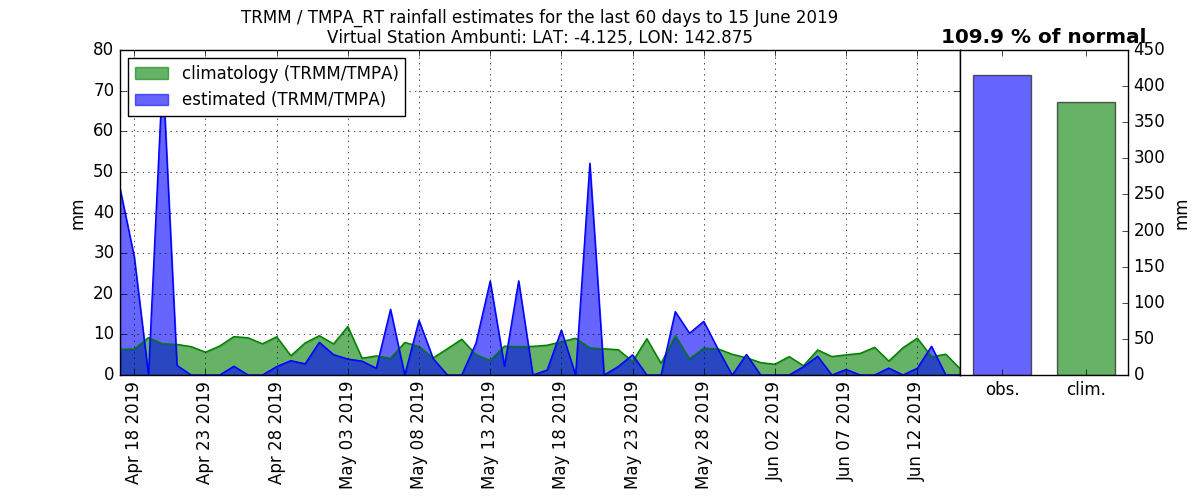 TRMM / TMPA_RT rainfall estimates for the last 60 days to 15 June 2019
Virtual Station Ambunti: LAT: -4.125, LON: 142.875
109.9 % of normal
climatology (TRMM/TMPA)
estimated (TRMM/TMPA)
mm
80
70
60
50
40
30
20
10
0
Apr 18 2019
Apr 23 2019
Apr 28 2019
May 03 2019
May 08 2019
May 13 2019
May 18 2019
May 23 2019
May 28 2019
Jun 02 2019
Jun 07 2019
Jun 12 2019
obs.
clim.
450
400
350
300
250
200
150
100
50
0
mm